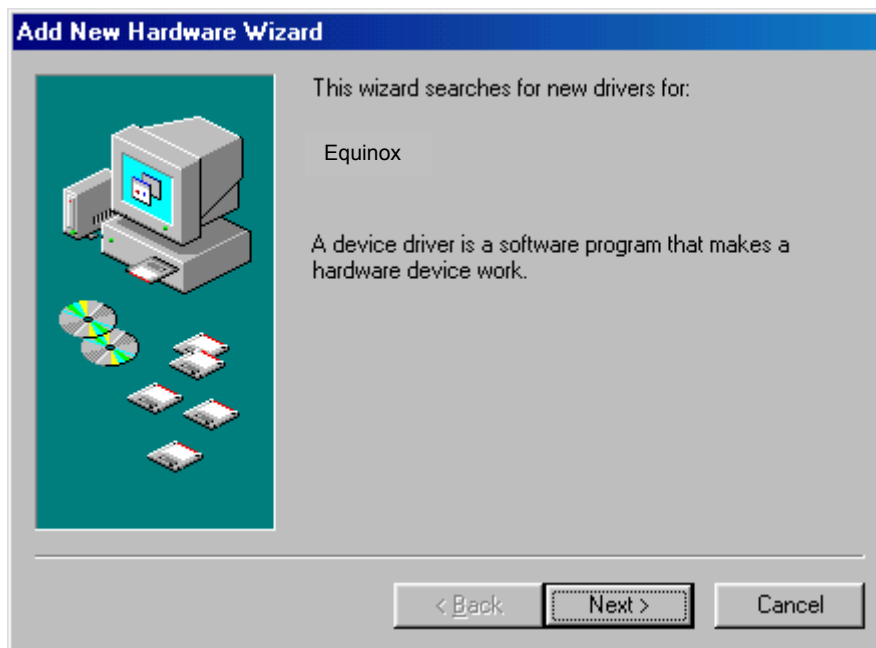 Add New Hardware Wizard
This wizard searches for new drivers for:
Equinox
A device driver is a software program that makes a
hardware device work.
< Back
Next >
Cancel